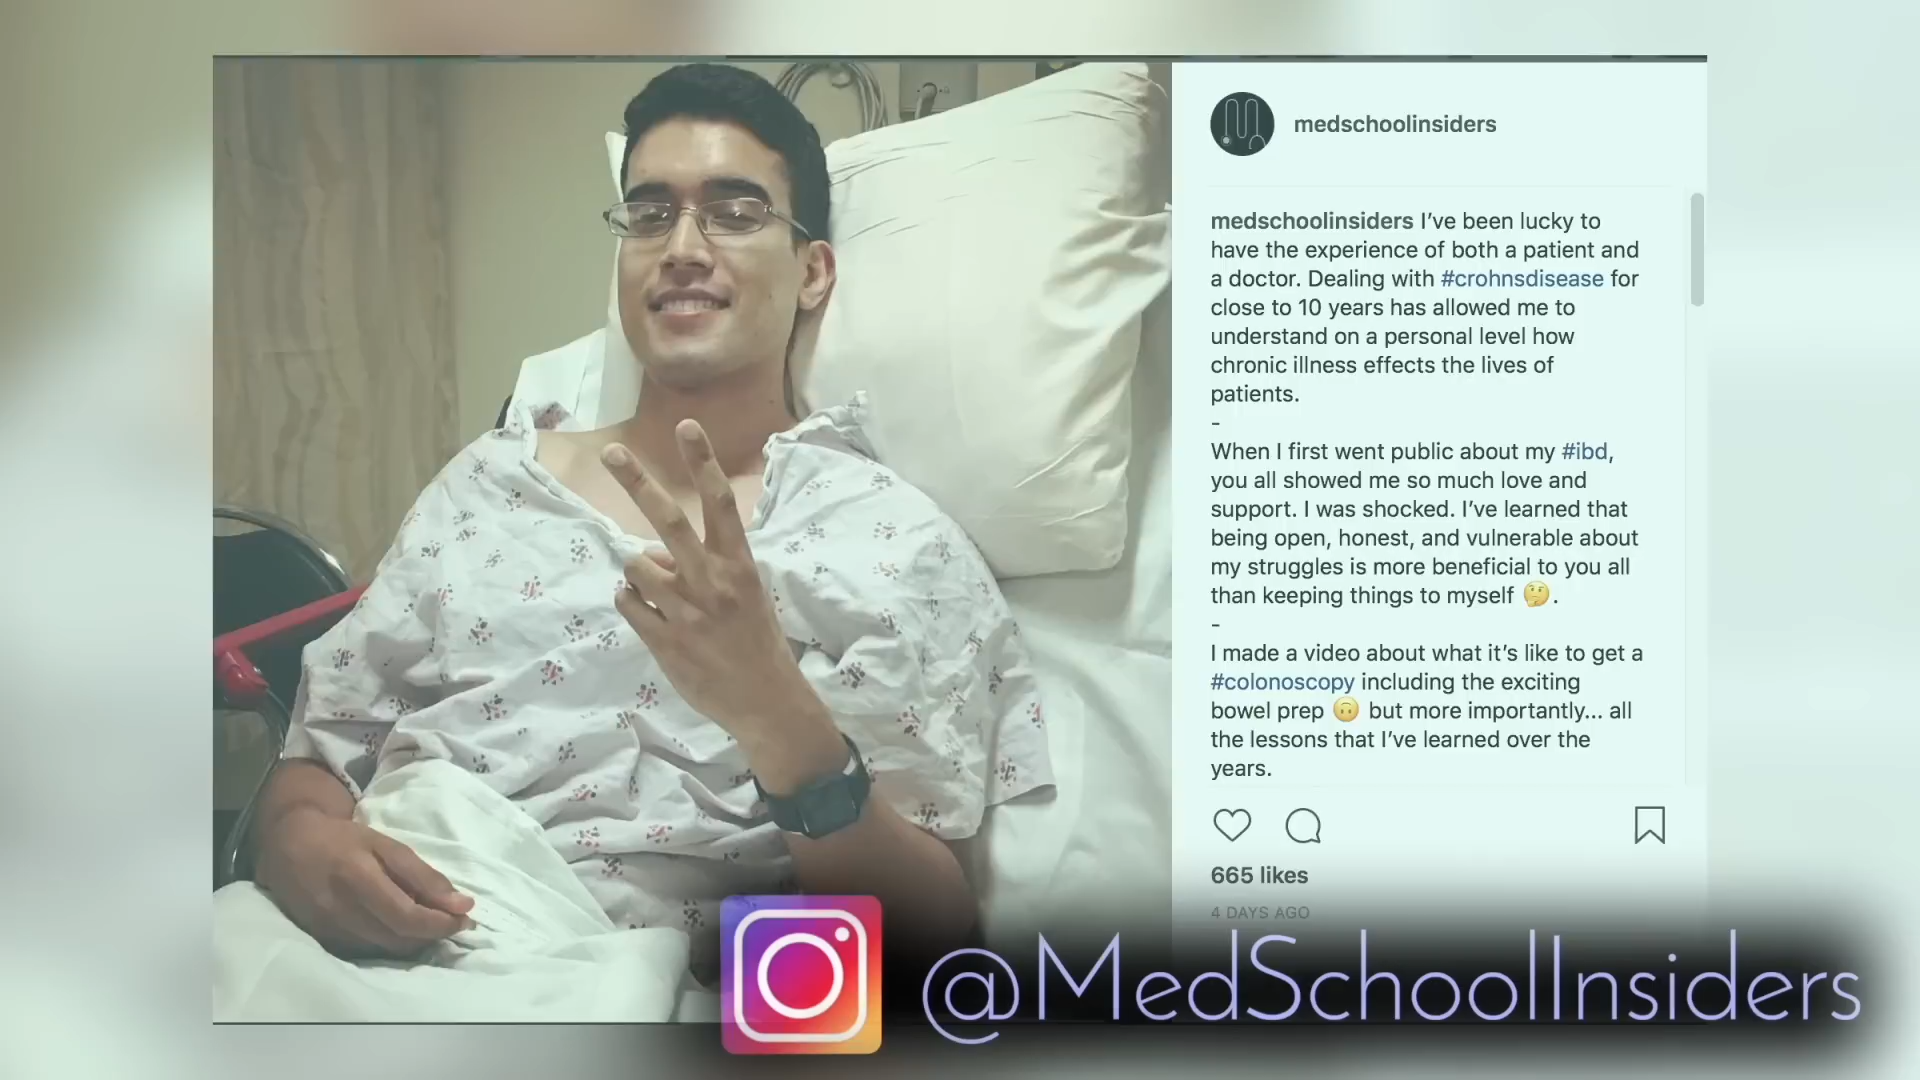 medschoolinsiders
medschoolinsiders I’ve been lucky to
have the experience of both a patient and
a doctor. Dealing with #crohnsdisease for
close to 10 years has allowed me to
understand on a personal level how
chronic illness effects the lives of
patients.
-
When I first went public about my #ibd,
you all showed me so much love and
support. I was shocked. I’ve learned that
being open, honest, and vulnerable about
my struggles is more beneficial to you all
than keeping things to myself 🤔.
-
I made a video about what it’s like to get a
#colonoscopy including the exciting
bowel prep 🙃 but more importantly... all
the lessons that I’ve learned over the
years.
665 likes
4 DAYS AGO
@MedSchoolInsiders